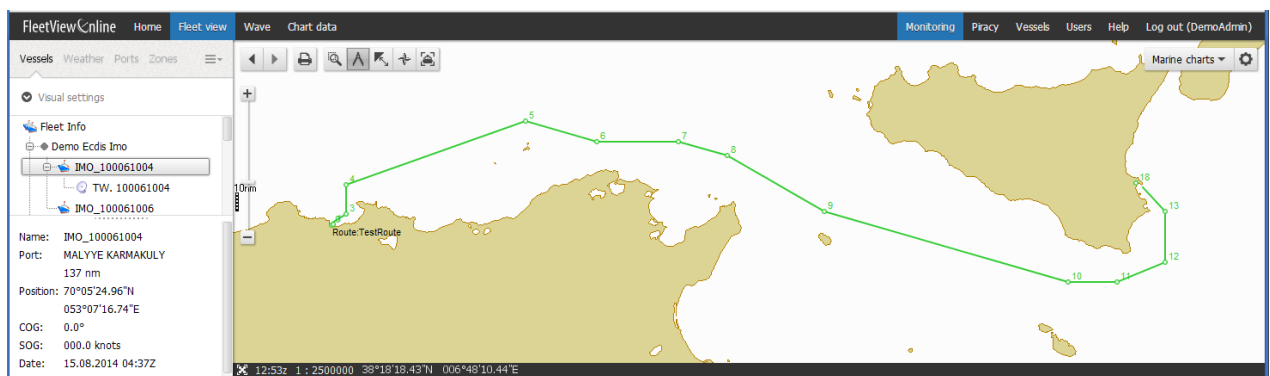 FleetViewOnline Home Fleet view Wave Chart data Monitoring Piracy Vessels Users Help Log out (DemoAdmin)
Vessels Weather Ports Zones
Marine charts
Visual settings
Fleet Info
Demo Ecdis Imo
IMO_100061004
TW. 100061004
IMO_100061006
Name: IMO_100061004
Port: MALYYE KARMAKULY
137 nm
Position: 70°05'24.96"N
053°07'16.74"E
COG: 0.0°
SOG: 000.0 knots
Date: 15.08.2014 04:37Z
10nm
3
4
5
6
7
8
9
10
11
12
13
18
Route:TestRoute
12:53z 1 : 2500000 38°18'18.43"N 006°48'10.44"E